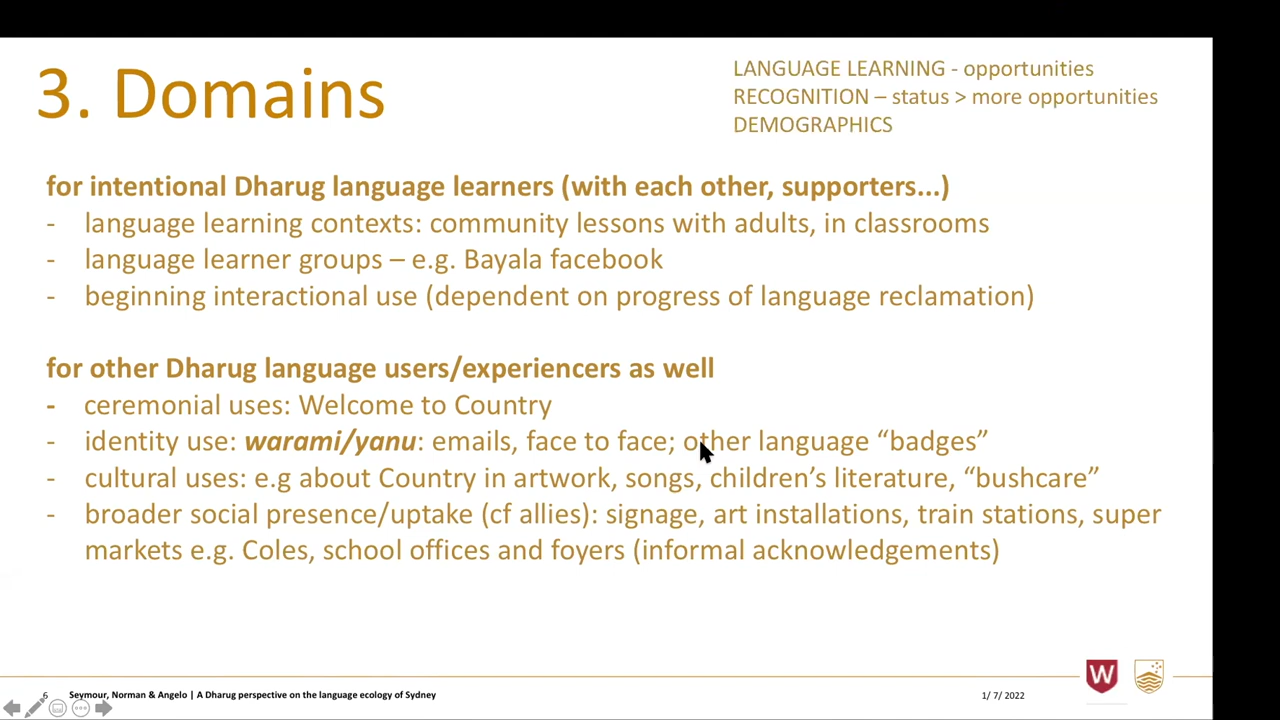 3. Domains
LANGUAGE LEARNING - opportunities
RECOGNITION – status > more opportunities
DEMOGRAPHICS
for intentional Dharug language learners (with each other, supporters...)
- language learning contexts: community lessons with adults, in classrooms
- language learner groups – e.g. Bayala facebook
- beginning interactional use (dependent on progress of language reclamation)
for other Dharug language users/experiencers as well
- ceremonial uses: Welcome to Country
- identity use: warami/yanu: emails, face to face; other language “badges”
- cultural uses: e.g about Country in artwork, songs, children’s literature, “bushcare”
- broader social presence/uptake (cf allies): signage, art installations, train stations, super
markets e.g. Coles, school offices and foyers (informal acknowledgements)
6 Seymour, Norman & Angelo | A Dharug perspective on the language ecology of Sydney
1/ 7/ 2022
W